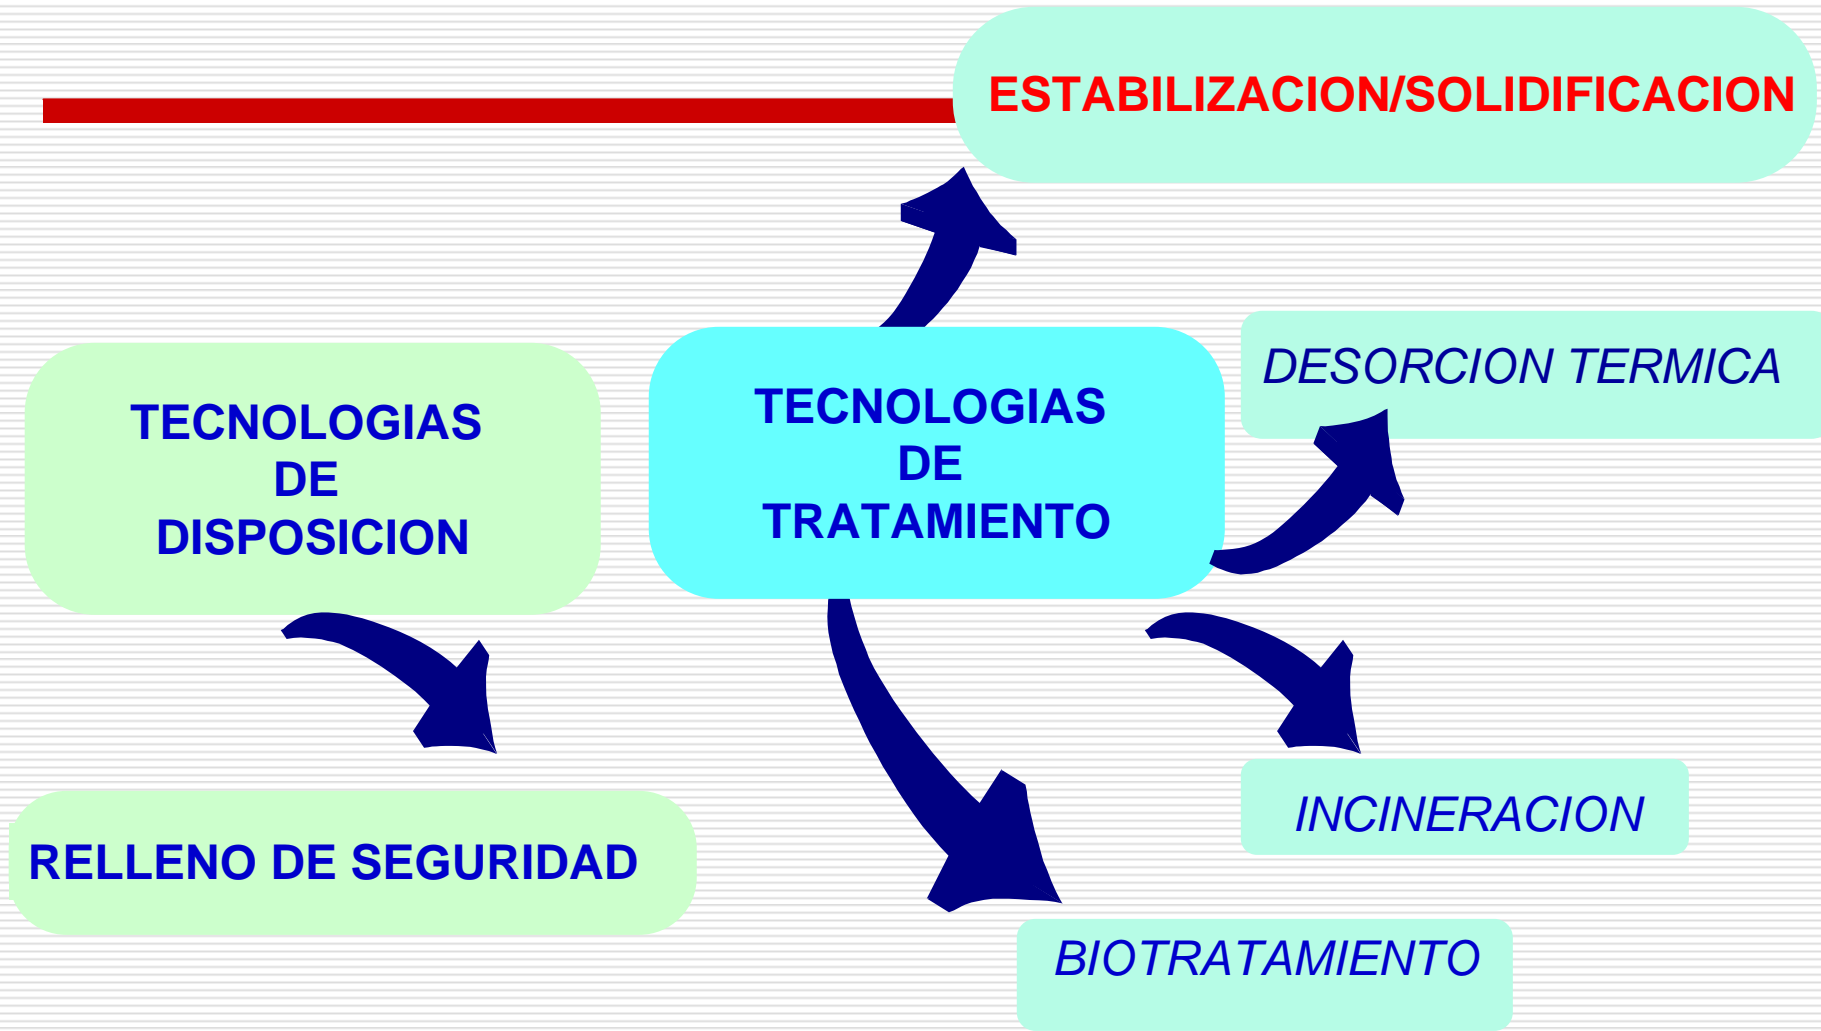 ESTABILIZACION/SOLIDIFICACION
TECNOLOGIAS
DE
DISPOSICION
TECNOLOGIAS
DE
TRATAMIENTO
DESORCION TERMICA
RELLENO DE SEGURIDAD
INCINERACION
BIOTRATAMIENTO